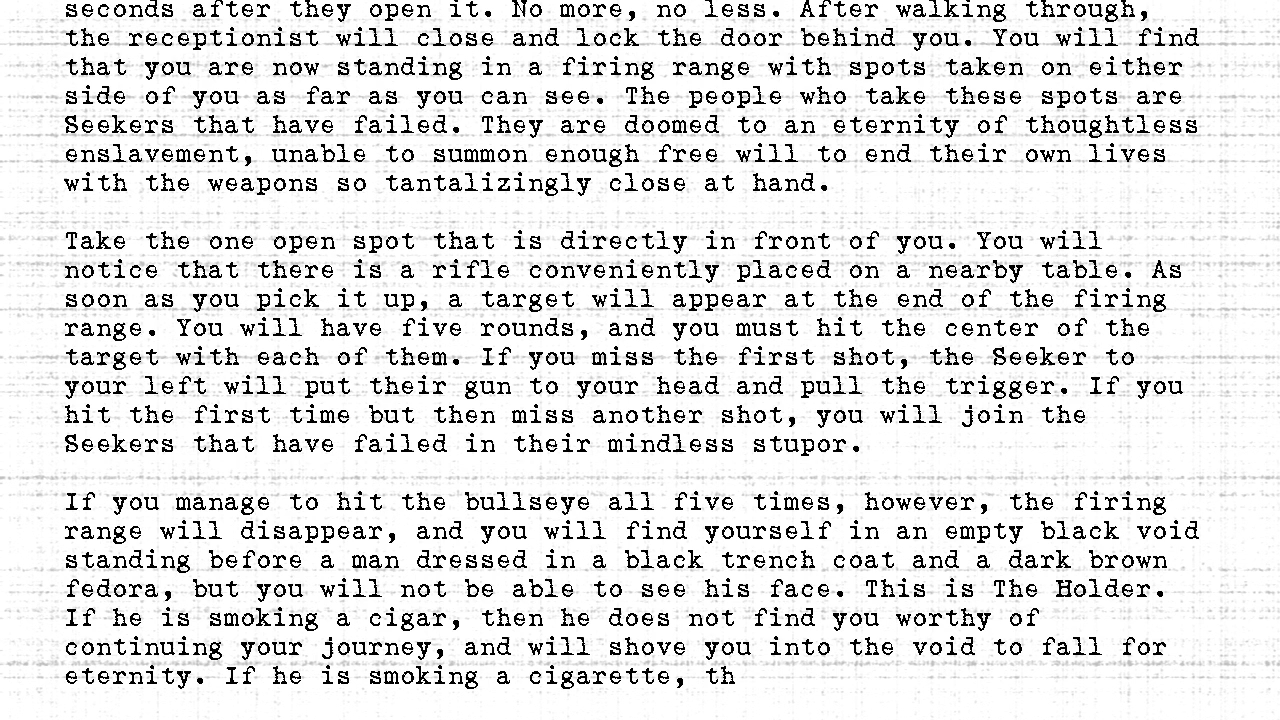 seconds after they open it. No more, no less. After walking through,
the receptionist will close and lock the door behind you. You will find
that you are now standing in a firing range with spots taken on either
side of you as far as you can see. The people who take these spots are
Seekers that have failed. They are doomed to an eternity of thoughtless
enslavement, unable to summon enough free will to end their own lives
with the weapons so tantalizingly close at hand.

Take the one open spot that is directly in front of you. You will
notice that there is a rifle conveniently placed on a nearby table. As
soon as you pick it up, a target will appear at the end of the firing
range. You will have five rounds, and you must hit the center of the
target with each of them. If you miss the first shot, the Seeker to
your left will put their gun to your head and pull the trigger. If you
hit the first time but then miss another shot, you will join the
Seekers that have failed in their mindless stupor.

If you manage to hit the bullseye all five times, however, the firing
range will disappear, and you will find yourself in an empty black void
standing before a man dressed in a black trench coat and a dark brown
fedora, but you will not be able to see his face. This is The Holder.
If he is smoking a cigar, then he does not find you worthy of
continuing your journey, and will shove you into the void to fall for
eternity. If he is smoking a cigarette, th